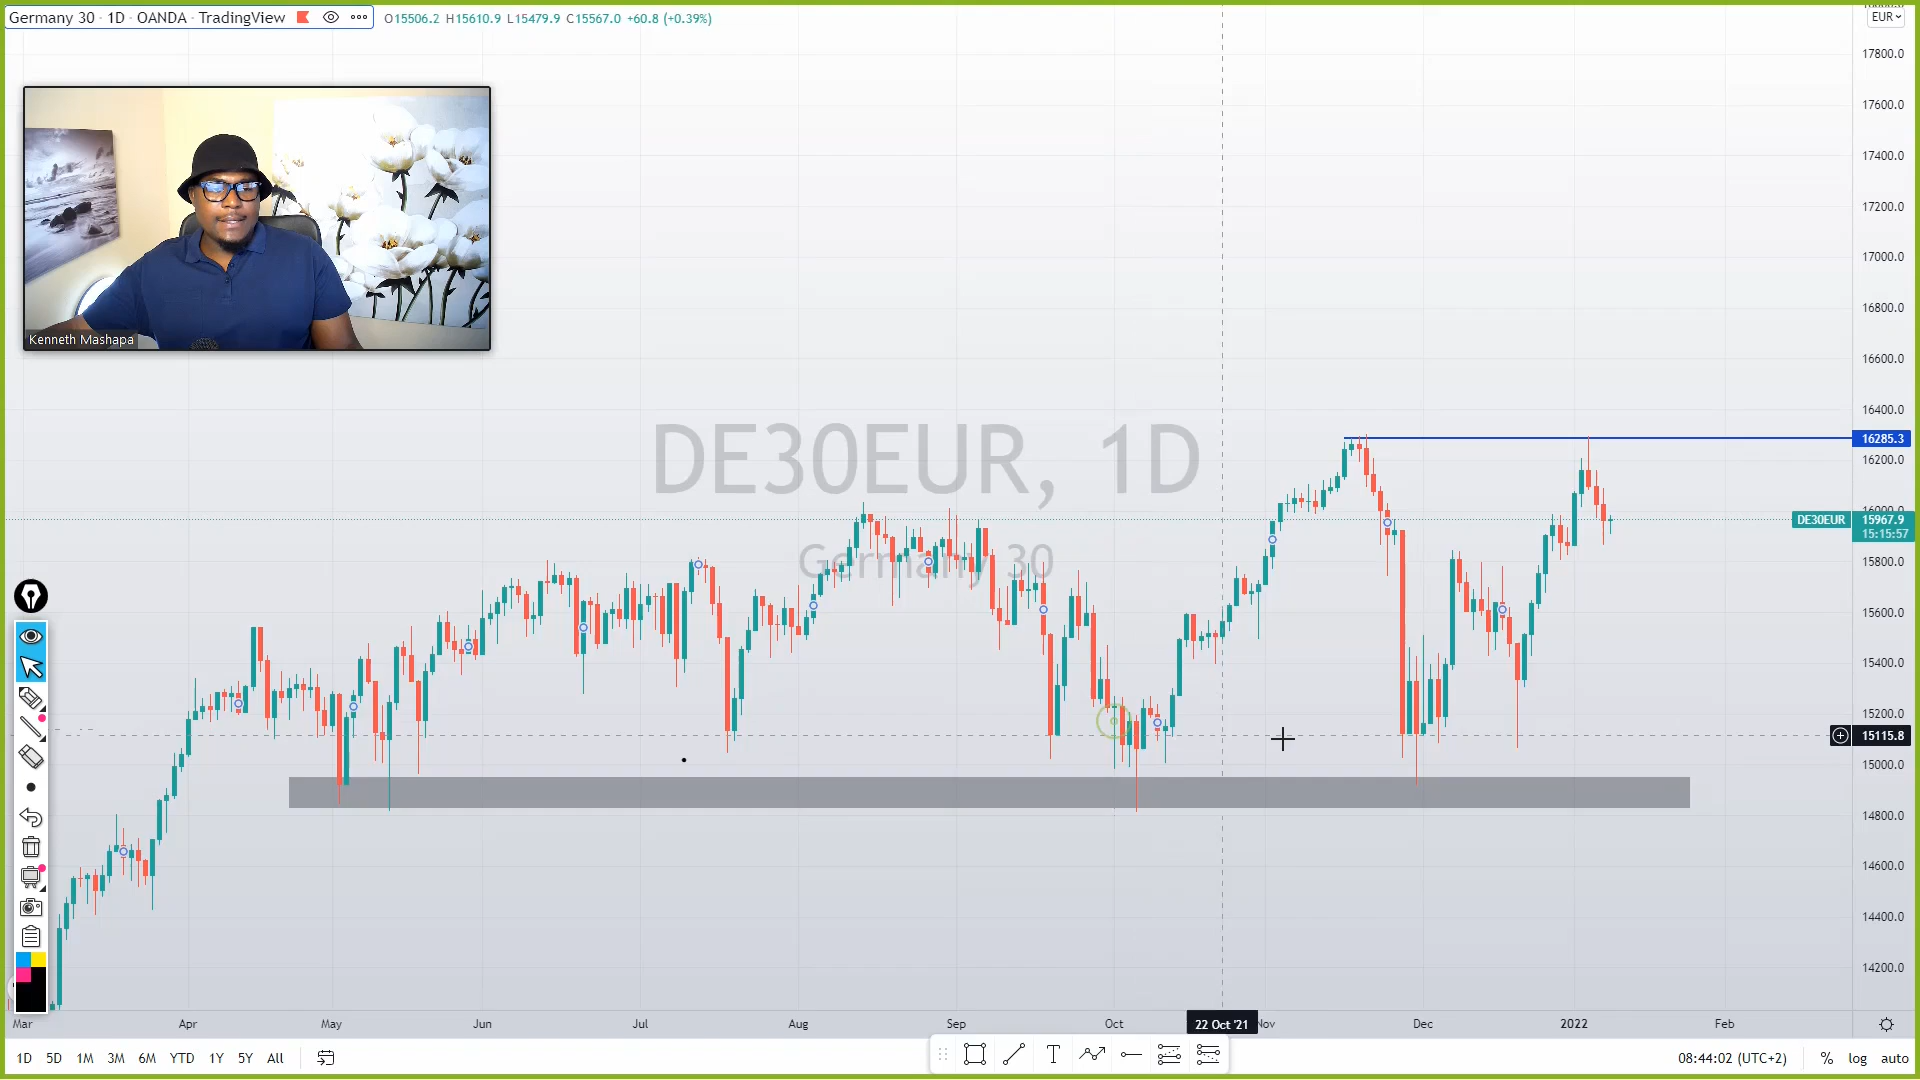 Germany 30 · 1D · OANDA · TradingView
O15506.2 H15610.9 L15479.9 C15567.0 +60.8 (+0.39%)
EUR
17800.0
17600.0
17400.0
17200.0
17000.0
16800.0
16600.0
16400.0
16285.3
16200.0
16000.0
DE30EUR
15967.9
15:15:57
15800.0
15600.0
15400.0
15200.0
15115.8
15000.0
14800.0
14600.0
14400.0
14200.0
Kenneth Mashapa
DE30EUR, 1D
Germany 30
Mar
Apr
May
Jun
Jul
Aug
Sep
Oct
22 Oct '21
Nov
Dec
2022
Feb
1D 5D 1M 3M 6M YTD 1Y 5Y All
T
08:44:02 (UTC+2)
% log auto